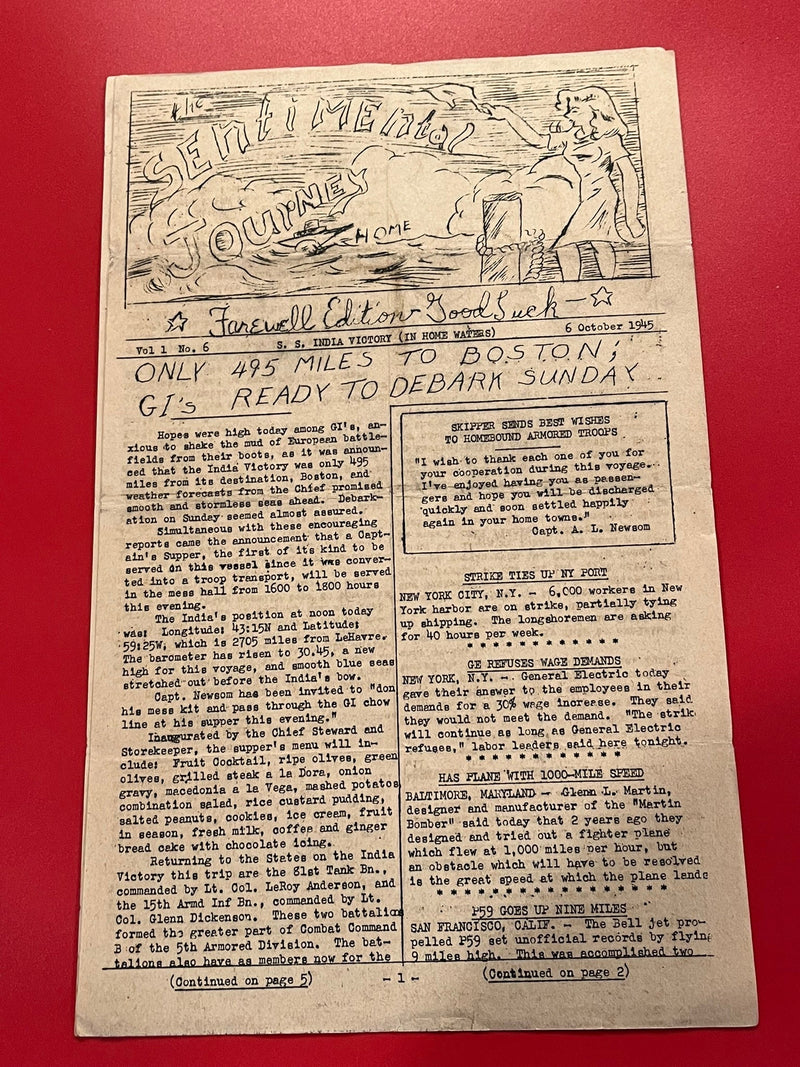 The
SENtiMENtal
JOURNEY
HOME
☆ Farewell Edition - Good Luck - ☆
Vol 1 No. 6 S. S. INDIA VICTORY (IN HOME WATERS) 6 October 1945
ONLY 495 MILES TO BOSTON;
GI's READY TO DEBARK SUNDAY
Hopes were high today among GI's, an-
xious to shake the mud of European battle-
fields from their boots, as it was announ-
ced that the India Victory was only 495
miles from its destination, Boston, and
weather forecasts from the Chief promised
smooth and stormless seas ahead. Debark-
ation on Sunday seemed almost assured.
Simultaneous with these encouraging
reports came the announcement that a Capt-
ain's Supper, the first of it's kind to be
served on this vessel since it was conver-
ted into a troop transport, will be served
in the mess hall from 1600 to 1800 hours
this evening.
The India's position at noon today
was: Longitude: 43:15N and Latitude:
59:25W, which is 2705 miles from LeHavre.
The barometer has risen to 30.45, a new
high for this voyage, and smooth blue seas
stretched out before the India's bow.
Capt. Newsom has been invited to "don
his mess kit and pass through the GI chow
line at his supper this evening."
Inaugurated by the Chief Steward and
Storekeeper, the supper's menu will in-
clude: Fruit Cocktail, ripe olives, green
olives, grilled steak a la Dora, onion
gravy, macedonia a la Vega, mashed potatos
combination salad, rice custard pudding,
salted peanuts, cookies, ice cream, fruit
in season, fresh milk, coffee and ginger
bread cake with chocolate icing.
Returning to the States on the India
Victory this trip are the 81st Tank Bn.,
commanded by Lt. Col. LeRoy Anderson, and
the 15th Armd Inf Bn., commanded by Lt.
Col. Glenn Dickenson. These two battalion
formed the greater part of Combat Command
B of the 5th Armored Division. The bat-
talions also have as members now for the
(Continued on page 5)
SKIPPER SENDS BEST WISHES
TO HOMEBOUND ARMORED TROOPS
"I wish to thank each one of you for
your cooperation during this voyage.
I've enjoyed having you as passen-
gers and hope you will be discharged
quickly and soon settled happily
again in your home towns."
Capt. A. L. Newsom
STRIKE TIES UP NY PORT
NEW YORK CITY, N.Y. - 6,000 workers in New
York harbor are on strike, partially tying
up shipping. The longshoremen are asking
for 40 hours per week.
* * * * * * * * * * *
GE REFUSES WAGE DEMANDS
NEW YORK, N.Y. -. General Electric today
gave their answer to the employees in their
demands for a 30% wage increase. They said
they would not meet the demand. "The strik
will continue as long as General Electric
refuses," labor leaders said here tonight.
* * * * * * * * * * *
HAS PLANE WITH 1000-MILE SPEED
BALTIMORE, MARYLAND - Glenn L. Martin,
designer and manufacturer of the "Martin
Bomber" said today that 2 years ago they
designed and tried out a fighter plane
which flew at 1,000 miles per hour, but
an obstacle which will have to be resolved
is the great speed at which the plane lands
* * * * * * * * * * * * * * *
P59 GOES UP NINE MILES
SAN FRANCISCO, CALIF. - The Bell jet pro-
pelled P59 set unofficial records by flying
9 miles high. This was accomplished two
(Continued on page 2)
- 1 -